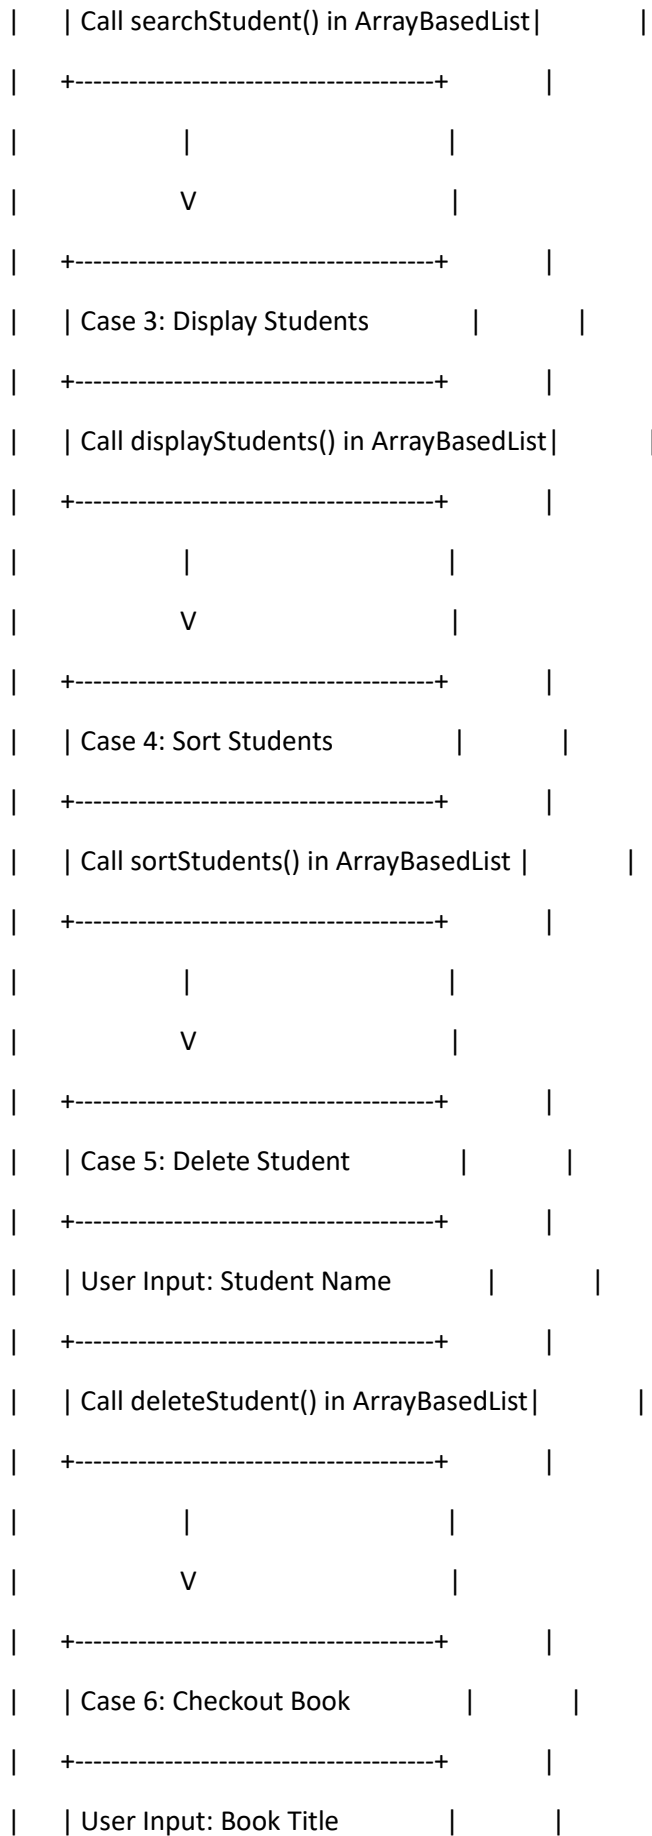 |     | Call searchStudent() in ArrayBasedList|            |
|     +----------------------------------------+            |
|                    |                              |
|                    V                              |
|     +----------------------------------------+            |
|     | Case 3: Display Students            |            |
|     +----------------------------------------+            |
|     | Call displayStudents() in ArrayBasedList|            |
|     +----------------------------------------+            |
|                    |                              |
|                    V                              |
|     +----------------------------------------+            |
|     | Case 4: Sort Students               |            |
|     +----------------------------------------+            |
|     | Call sortStudents() in ArrayBasedList |            |
|     +----------------------------------------+            |
|                    |                              |
|                    V                              |
|     +----------------------------------------+            |
|     | Case 5: Delete Student              |            |
|     +----------------------------------------+            |
|     | User Input: Student Name            |            |
|     +----------------------------------------+            |
|     | Call deleteStudent() in ArrayBasedList|            |
|     +----------------------------------------+            |
|                    |                              |
|                    V                              |
|     +----------------------------------------+            |
|     | Case 6: Checkout Book               |            |
|     +----------------------------------------+            |
|     | User Input: Book Title              |            |